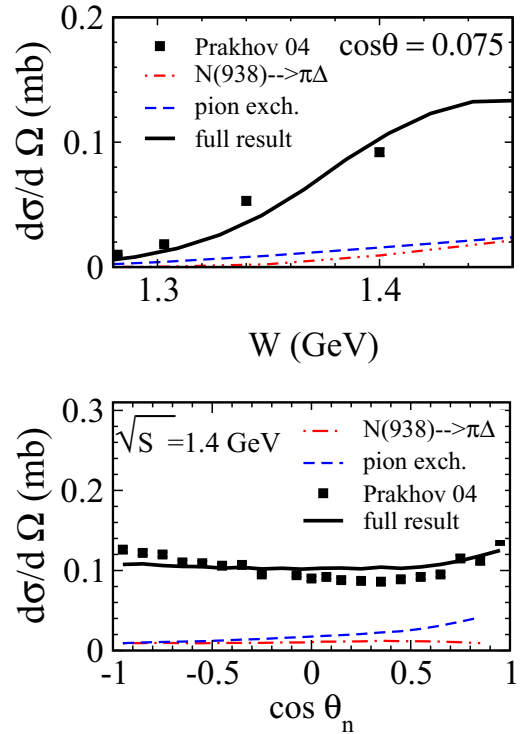 0.2
Prakhov 04
cosθ = 0.075
N(938)-->πΔ
pion exch.
full result
0.1
0
1.3
1.4
dσ/d Ω (mb)
W (GeV)
0.3
√S =1.4 GeV
N(938)-->πΔ
pion exch.
Prakhov 04
full result
0.2
0.1
0
-1
-0.5
0
0.5
1
dσ/d Ω (mb)
cos θn